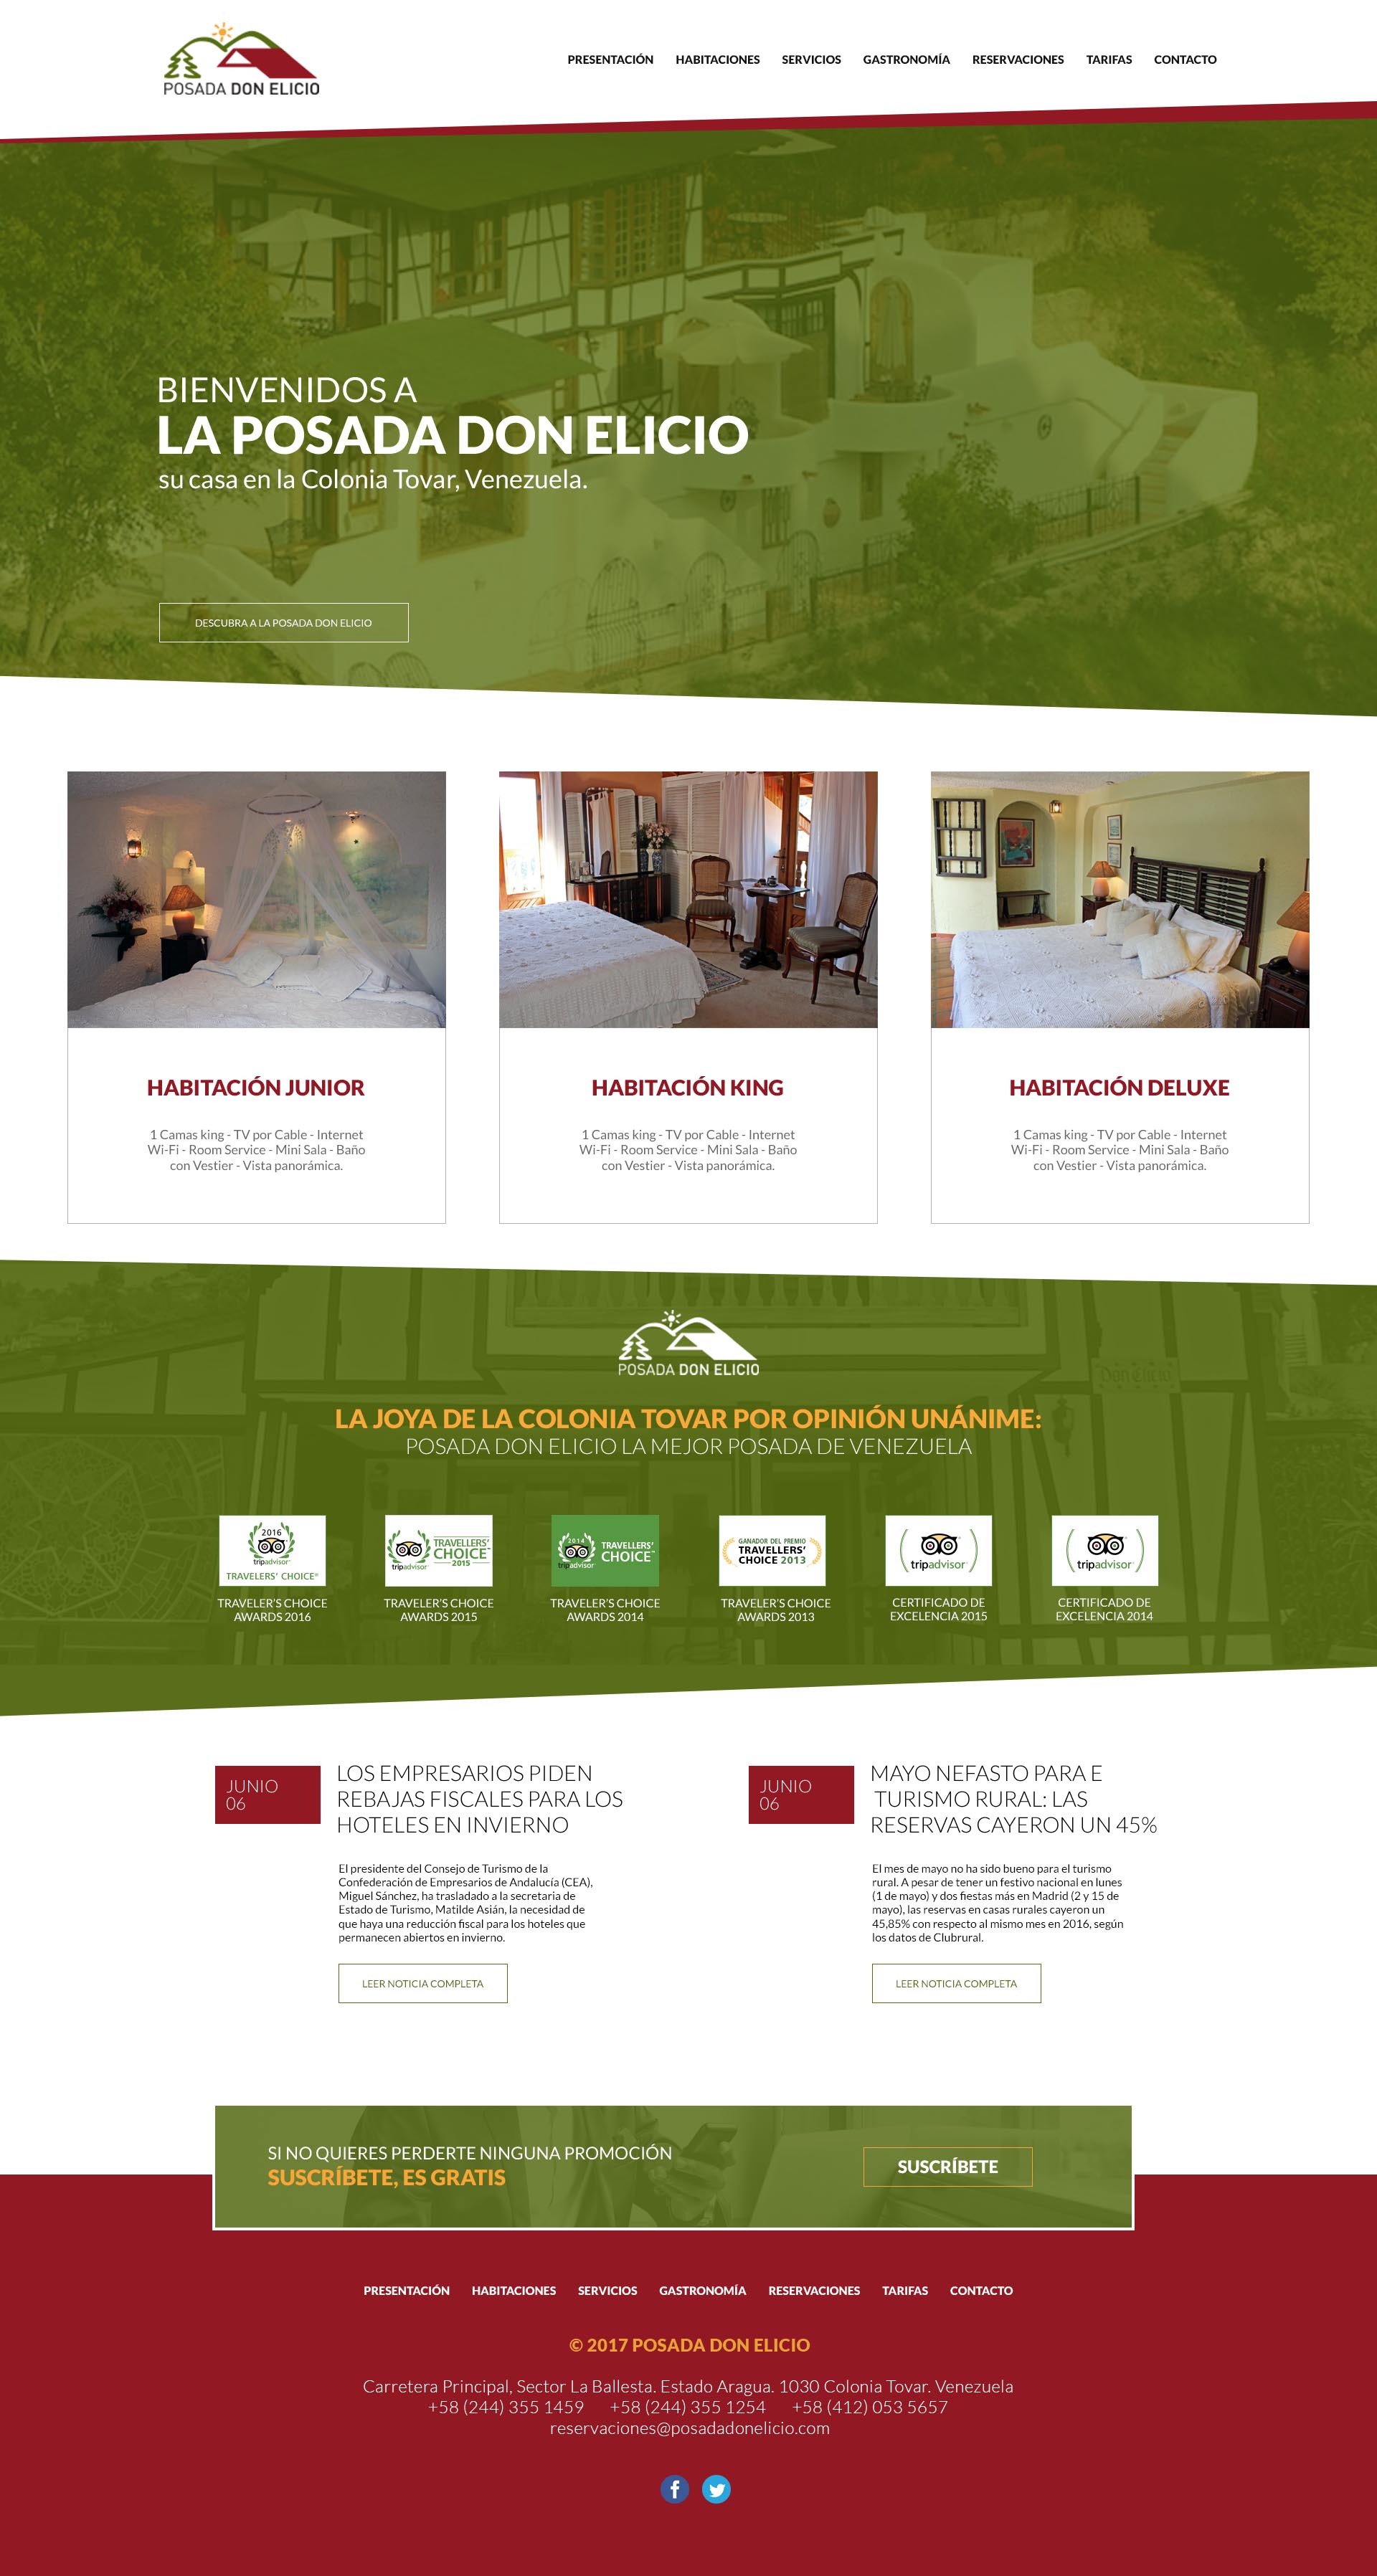 POSADA DON ELICIO
PRESENTACIÓN HABITACIONES SERVICIOS GASTRONOMÍA RESERVACIONES TARIFAS CONTACTO
BIENVENIDOS A
LA POSADA DON ELICIO
su casa en la Colonia Tovar, Venezuela.
DESCUBRA A LA POSADA DON ELICIO
HABITACIÓN JUNIOR
1 Camas king - TV por Cable - Internet
Wi-Fi - Room Service - Mini Sala - Baño
con Vestier - Vista panorámica.
HABITACIÓN KING
1 Camas king - TV por Cable - Internet
Wi-Fi - Room Service - Mini Sala - Baño
con Vestier - Vista panorámica.
HABITACIÓN DELUXE
1 Camas king - TV por Cable - Internet
Wi-Fi - Room Service - Mini Sala - Baño
con Vestier - Vista panorámica.
Don Elicio
POSADA DON ELICIO
LA JOYA DE LA COLONIA TOVAR POR OPINIÓN UNÁNIME:
POSADA DON ELICIO LA MEJOR POSADA DE VENEZUELA
2016
tripadvisor®
TRAVELERS' CHOICE®
TRAVELER'S CHOICE
AWARDS 2016
tripadvisor®
TRAVELLERS'
CHOICE™
2015
TRAVELER'S CHOICE
AWARDS 2015
2014
tripadvisor®
TRAVELLERS'
CHOICE™
TRAVELER'S CHOICE
AWARDS 2014
GANADOR DEL PREMIO
TRAVELLERS'
CHOICE 2013
TRAVELER'S CHOICE
AWARDS 2013
tripadvisor®
CERTIFICADO DE
EXCELENCIA 2015
tripadvisor®
CERTIFICADO DE
EXCELENCIA 2014
JUNIO
06
LOS EMPRESARIOS PIDEN
REBAJAS FISCALES PARA LOS
HOTELES EN INVIERNO
El presidente del Consejo de Turismo de la
Confederación de Empresarios de Andalucía (CEA),
Miguel Sánchez, ha trasladado a la secretaria de
Estado de Turismo, Matilde Asián, la necesidad de
que haya una reducción fiscal para los hoteles que
permanecen abiertos en invierno.
LEER NOTICIA COMPLETA
JUNIO
06
MAYO NEFASTO PARA E
TURISMO RURAL: LAS
RESERVAS CAYERON UN 45%
El mes de mayo no ha sido bueno para el turismo
rural. A pesar de tener un festivo nacional en lunes
(1 de mayo) y dos fiestas más en Madrid (2 y 15 de
mayo), las reservas en casas rurales cayeron un
45,85% con respecto al mismo mes en 2016, según
los datos de Clubrural.
LEER NOTICIA COMPLETA
SI NO QUIERES PERDERTE NINGUNA PROMOCIÓN
SUSCRÍBETE, ES GRATIS
SUSCRÍBETE
PRESENTACIÓN HABITACIONES SERVICIOS GASTRONOMÍA RESERVACIONES TARIFAS CONTACTO
© 2017 POSADA DON ELICIO
Carretera Principal, Sector La Ballesta. Estado Aragua. 1030 Colonia Tovar. Venezuela
+58 (244) 355 1459 +58 (244) 355 1254 +58 (412) 053 5657
reservaciones@posadadonelicio.com